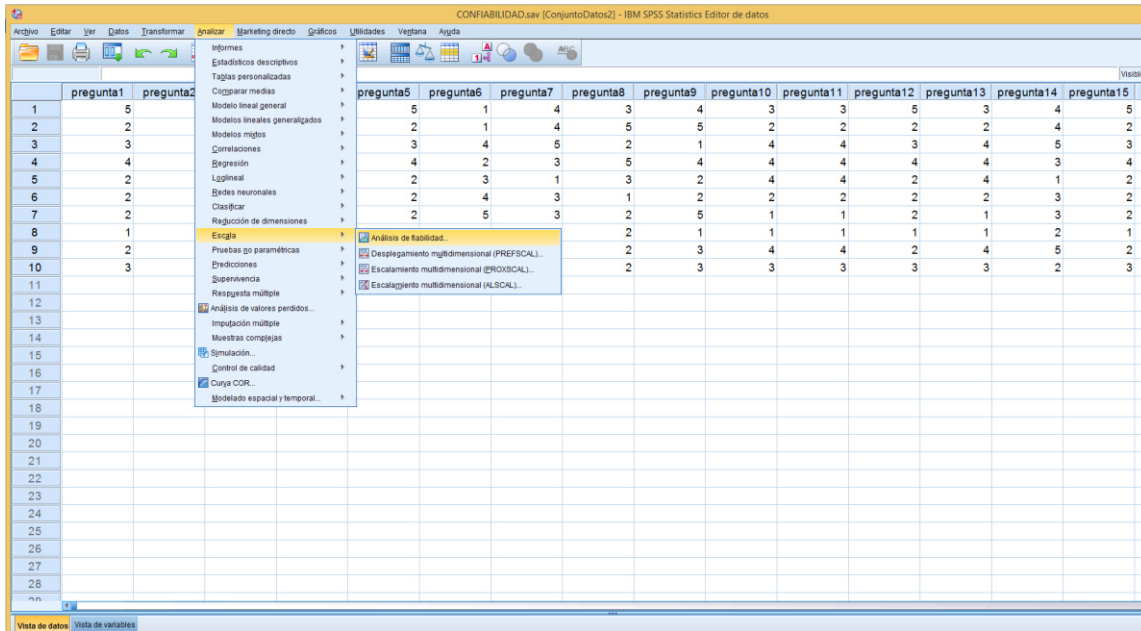 CONFIABILIDAD.sav [ConjuntoDatos2] - IBM SPSS Statistics Editor de datos
Archivo Editar Ver Datos Transformar Analizar Marketing directo Gráficos Utilidades Ventana Ayuda
Visible
pregunta1 pregunta2 pregunta5 pregunta6 pregunta7 pregunta8 pregunta9 pregunta10 pregunta11 pregunta12 pregunta13 pregunta14 pregunta15
Informes
Estadísticos descriptivos
Tablas personalizadas
Comparar medias
Modelo lineal general
Modelos lineales generalizados
Modelos mixtos
Correlaciones
Regresión
Loglineal
Redes neuronales
Clasificar
Reducción de dimensiones
Escala
Pruebas no paramétricas
Predicciones
Supervivencia
Respuesta múltiple
Análisis de valores perdidos...
Imputación múltiple
Muestras complejas
Simulación...
Control de calidad
Curva COR...
Modelado espacial y temporal...
Análisis de fiabilidad...
Desplegamiento multidimensional (PREFSCAL)...
Escalamiento multidimensional (PROXSCAL)...
Escalamiento multidimensional (ALSCAL)...
1 5 5 1 4 3 4 3 3 5 3 4 5
2 2 2 1 4 5 5 2 2 2 2 4 2
3 3 3 4 5 2 1 4 4 3 4 5 3
4 4 4 2 3 5 4 4 4 4 4 3 4
5 2 2 3 1 3 2 4 4 2 4 1 2
6 2 2 4 3 1 2 2 2 2 2 3 2
7 2 2 5 3 2 5 1 1 2 1 3 2
8 1 2 1 1 1 1 1 2 1
9 2 2 3 4 4 2 4 5 2
10 3 2 3 3 3 3 3 2 3
11
12
13
14
15
16
17
18
19
20
21
22
23
24
25
26
27
28
Vista de datos Vista de variables